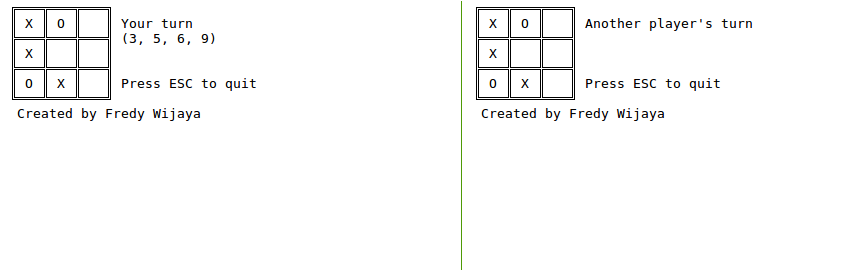 X O Your turn
(3, 5, 6, 9)
X
O X Press ESC to quit
Created by Fredy Wijaya
X O Another player's turn
X
O X Press ESC to quit
Created by Fredy Wijaya